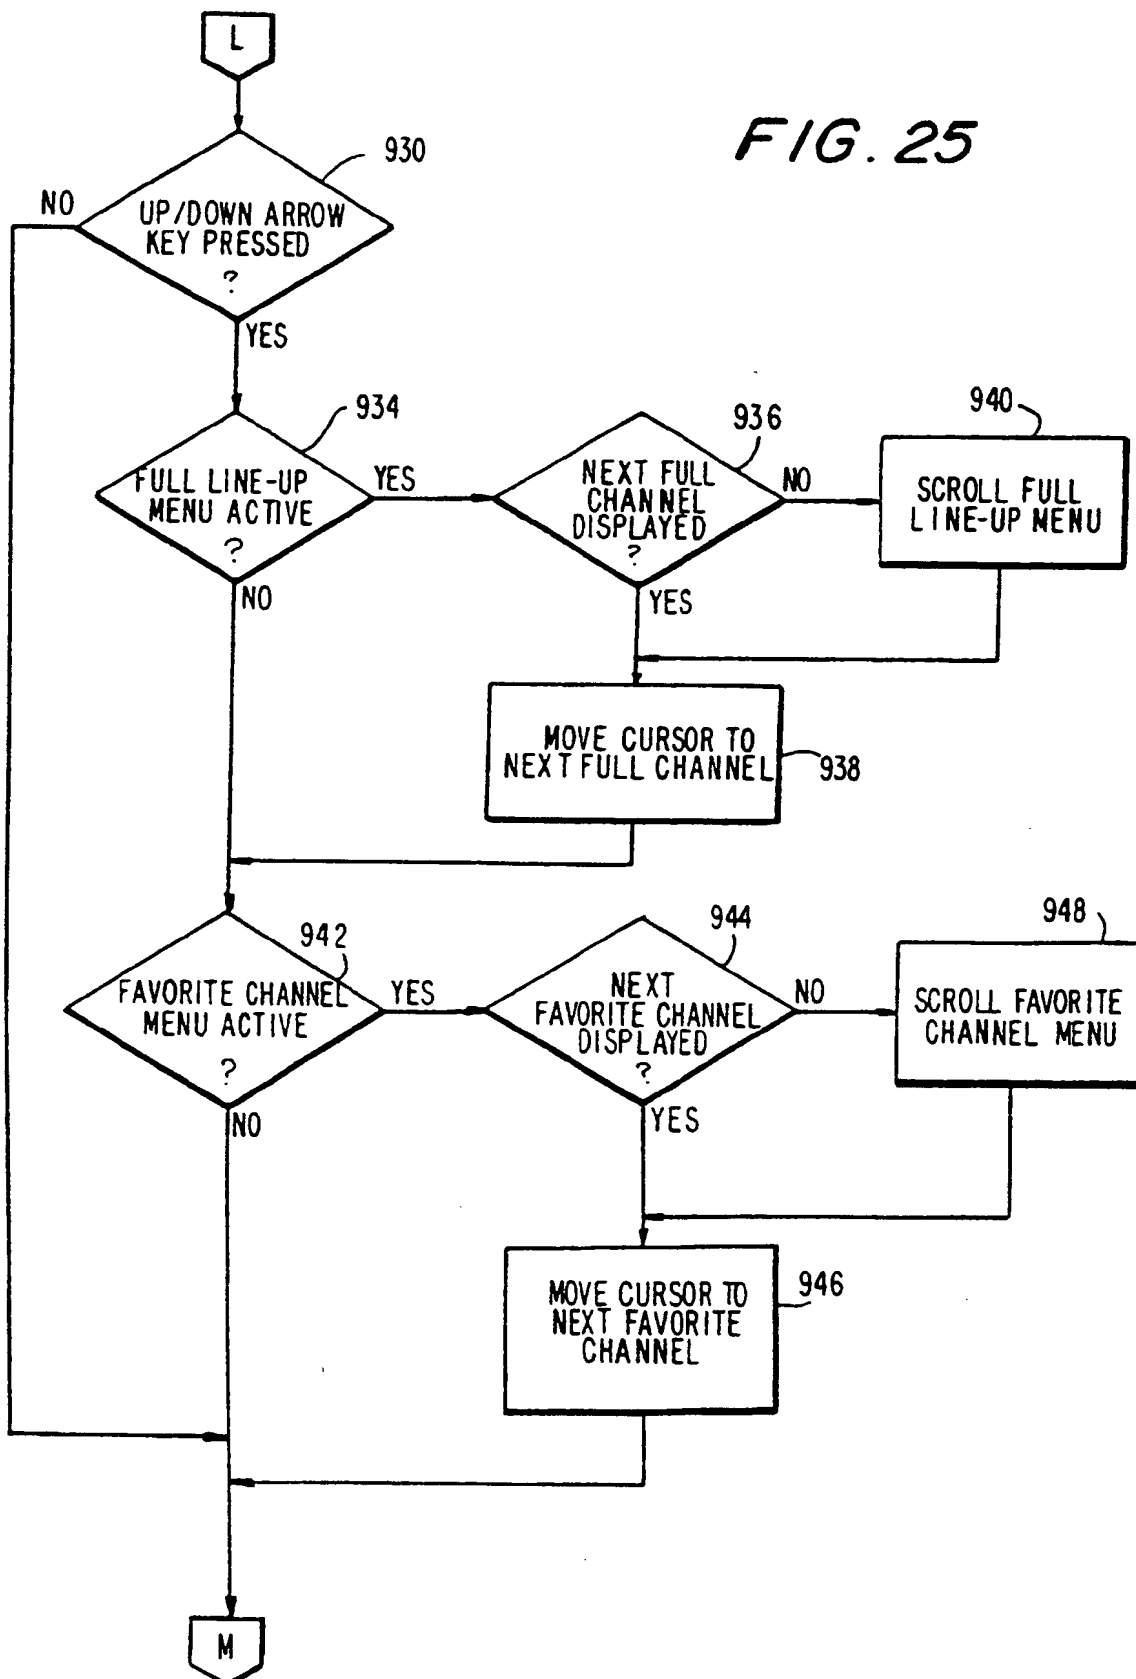 L
FIG. 25
930
NO
UP/DOWN ARROW
KEY PRESSED
?
YES
934
FULL LINE-UP
MENU ACTIVE
?
YES
NO
936
NEXT FULL
CHANNEL
DISPLAYED
?
NO
YES
940
SCROLL FULL
LINE-UP MENU
MOVE CURSOR TO
NEXT FULL CHANNEL
938
942
FAVORITE CHANNEL
MENU ACTIVE
?
YES
NO
944
NEXT
FAVORITE CHANNEL
DISPLAYED
?
NO
YES
948
SCROLL FAVORITE
CHANNEL MENU
MOVE CURSOR TO
NEXT FAVORITE
CHANNEL
946
M